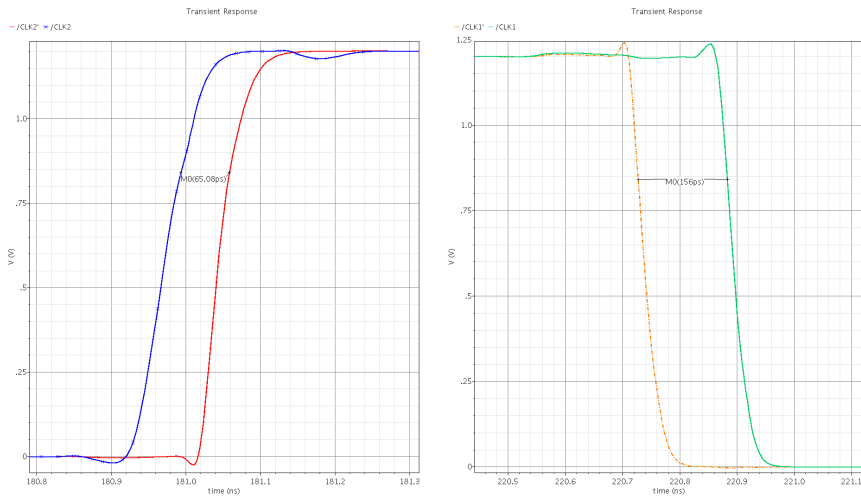 Transient Response
/CLK2' /CLK2
1.0
.75
.5
.25
0
V (V)
M0(65.08ps)
180.8 180.9 181.0 181.1 181.2 181.3
time (ns)
Transient Response
/CLK1' /CLK1
1.25
1.0
.75
.5
.25
0
V (V)
M0(156ps)
220.5 220.6 220.7 220.8 220.9 221.0 221.1
time (ns)